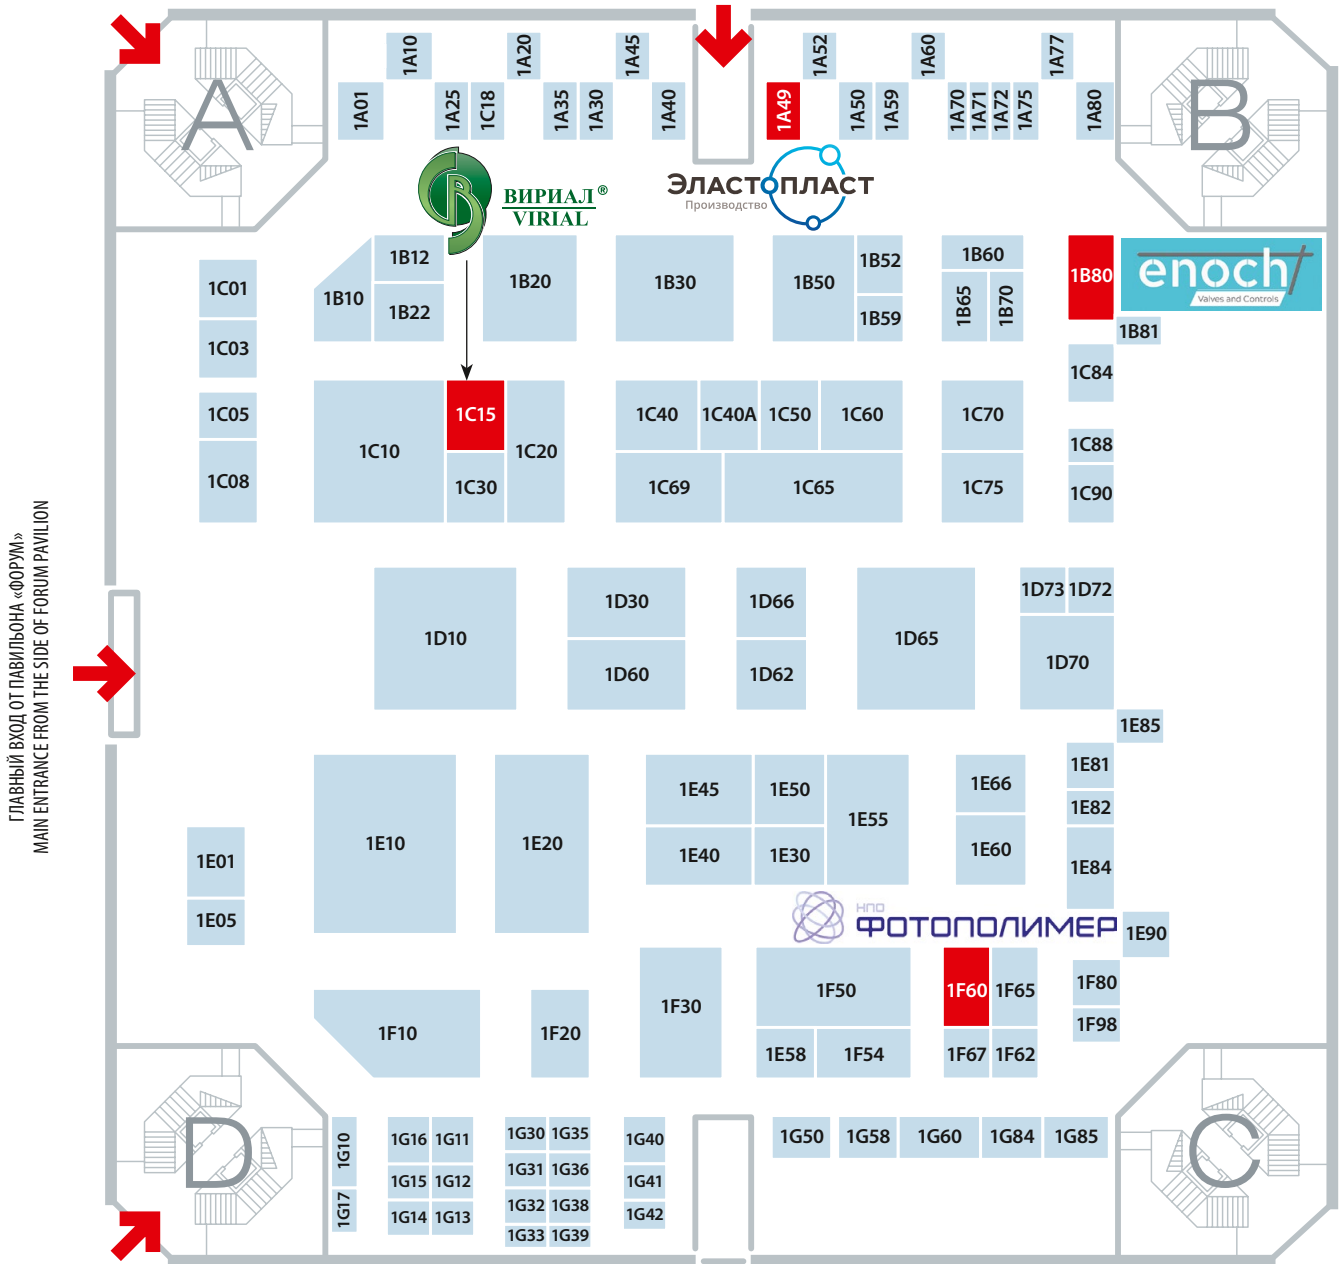 A
B
1A10
1A20
1A45
1A52
1A60
1A77
1A01
1A25
1C18
1A35
1A30
1A40
1A49
1A50
1A59
1A70
1A71
1A72
1A75
1A80
ВИРИАЛ®
VIRIAL
ЭЛАСТОПЛАСТ
Производство
1B10
1B12
1B22
1B20
1B30
1B50
1B52
1B59
1B60
1B65
1B70
1B80
enoch
Valves and Controls
1B81
1C01
1C03
1C05
1C08
1C10
1C15
1C30
1C20
1C40
1C40A
1C50
1C60
1C69
1C65
1C70
1C75
1C84
1C88
1C90
ГЛАВНЫЙ ВХОД ОТ ПАВИЛЬОНА «ФОРУМ»
MAIN ENTRANCE FROM THE SIDE OF FORUM PAVILION
1D10
1D30
1D60
1D66
1D62
1D65
1D73
1D72
1D70
1E85
1E81
1E82
1E84
1E90
1E01
1E05
1E10
1E20
1E45
1E50
1E40
1E30
1E55
1E66
1E60
НПО
ФОТОПОЛИМЕР
1F10
1F20
1F30
1F50
1E58
1F54
1F60
1F65
1F67
1F62
1F80
1F98
D
C
1G10
1G17
1G16
1G11
1G15
1G12
1G14
1G13
1G30
1G35
1G31
1G36
1G32
1G38
1G33
1G39
1G40
1G41
1G42
1G50
1G58
1G60
1G84
1G85